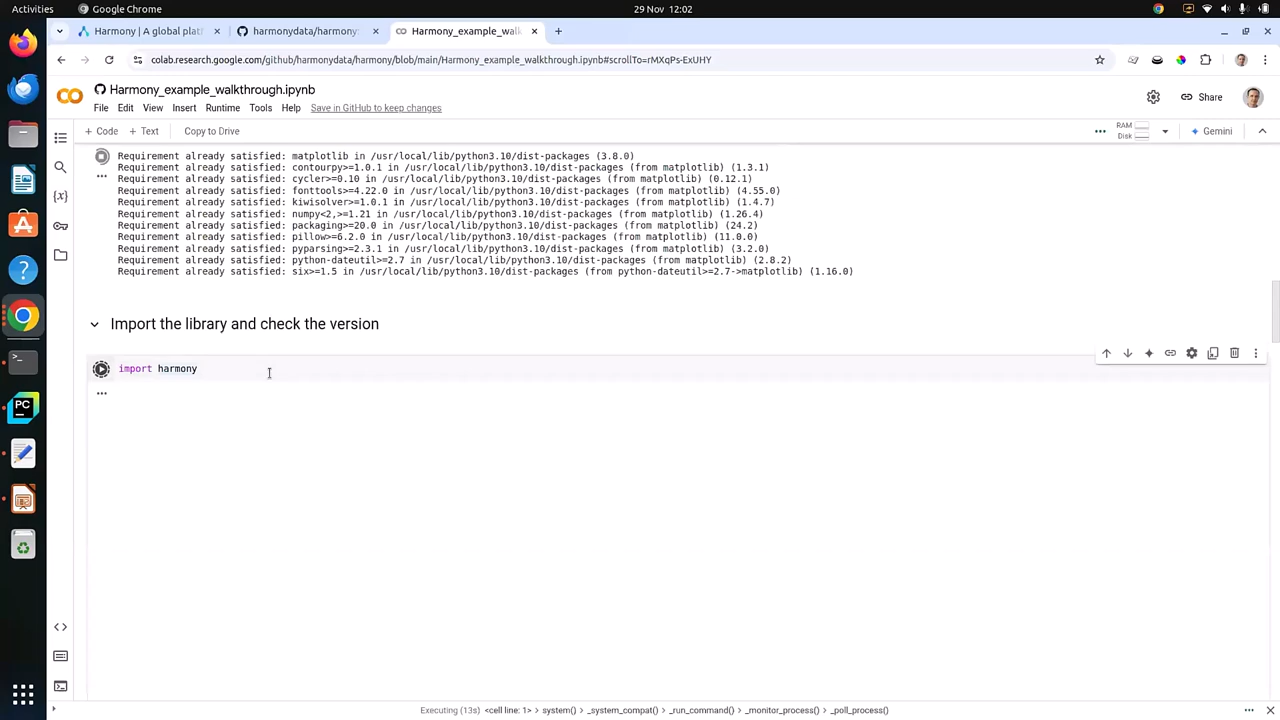 Activities
Google Chrome
29 Nov 12:02
Harmony | A global plat
harmonydata/harmony
Harmony_example_walk
colab.research.google.com/github/harmonydata/harmony/blob/main/Harmony_example_walkthrough.ipynb#scrollTo=rMXqPs-ExUHY
Harmony_example_walkthrough.ipynb
File Edit View Insert Runtime Tools Help Save in GitHub to keep changes
Share
+ Code + Text Copy to Drive
RAM
Disk
Gemini
Requirement already satisfied: matplotlib in /usr/local/lib/python3.10/dist-packages (3.8.0)
Requirement already satisfied: contourpy>=1.0.1 in /usr/local/lib/python3.10/dist-packages (from matplotlib) (1.3.1)
Requirement already satisfied: cycler>=0.10 in /usr/local/lib/python3.10/dist-packages (from matplotlib) (0.12.1)
Requirement already satisfied: fonttools>=4.22.0 in /usr/local/lib/python3.10/dist-packages (from matplotlib) (4.55.0)
Requirement already satisfied: kiwisolver>=1.0.1 in /usr/local/lib/python3.10/dist-packages (from matplotlib) (1.4.7)
Requirement already satisfied: numpy<2,>=1.21 in /usr/local/lib/python3.10/dist-packages (from matplotlib) (1.26.4)
Requirement already satisfied: packaging>=20.0 in /usr/local/lib/python3.10/dist-packages (from matplotlib) (24.2)
Requirement already satisfied: pillow>=6.2.0 in /usr/local/lib/python3.10/dist-packages (from matplotlib) (11.0.0)
Requirement already satisfied: pyparsing>=2.3.1 in /usr/local/lib/python3.10/dist-packages (from matplotlib) (3.2.0)
Requirement already satisfied: python-dateutil>=2.7 in /usr/local/lib/python3.10/dist-packages (from matplotlib) (2.8.2)
Requirement already satisfied: six>=1.5 in /usr/local/lib/python3.10/dist-packages (from python-dateutil>=2.7->matplotlib) (1.16.0)
Import the library and check the version
import harmony
PC
Executing (13s) <cell line: 1> > system() > _system_compat() > _run_command() > _monitor_process() > _poll_process()